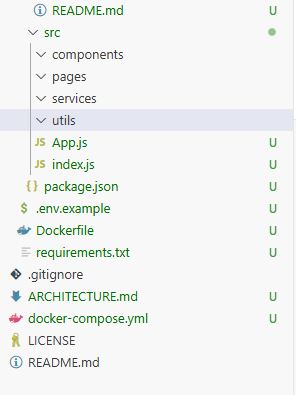 README.md U
src
components
pages
services
utils
JS App.js U
JS index.js U
{} package.json U
$ .env.example U
Dockerfile U
requirements.txt U
.gitignore
ARCHITECTURE.md U
docker-compose.yml U
LICENSE
README.md